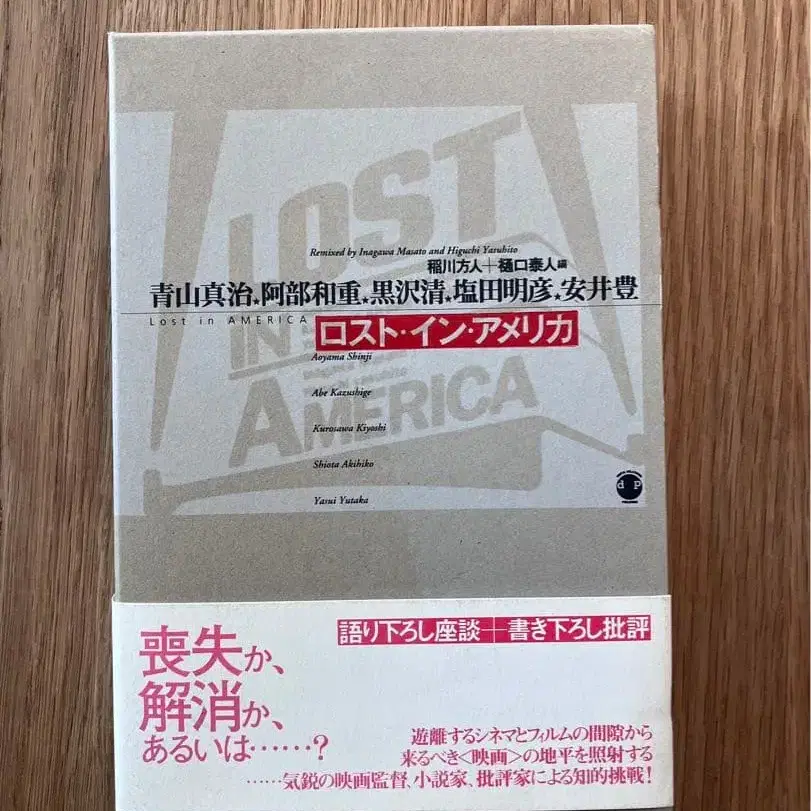 LOST
IN
AMERICA
Remixed by Inagawa Masato and Higuchi Yasuhito
稲川方人+樋口泰人編
青山真治★阿部和重★黒沢清★塩田明彦★安井豊
Lost in AMERICA
ロスト・イン・アメリカ
Aoyama Shinji
Abe Kazushige
Kurosawa Kiyoshi
Shiota Akihiko
Yasui Yutaka
d p
語り下ろし座談+書き下ろし批評
喪失か、
解消か、
あるいは……?
遊離するシネマとフィルムの間隙から
来るべき<映画>の地平を照射する
……気鋭の映画監督、小説家、批評家による知的挑戦!